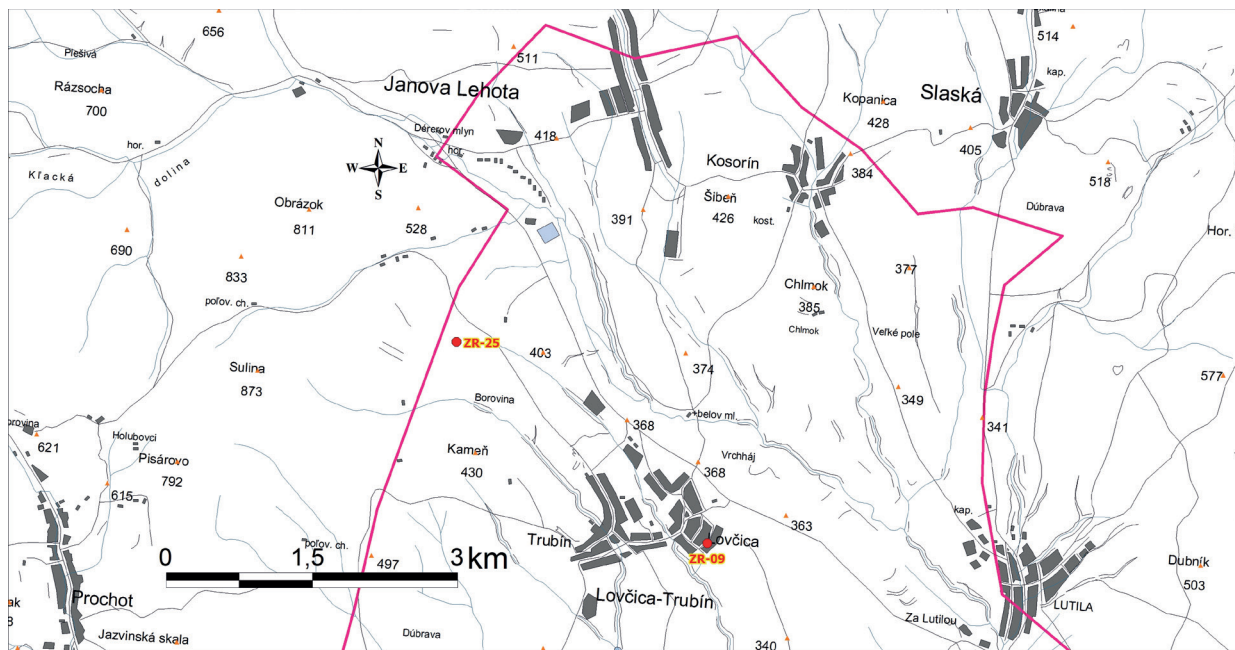 656
511
514
kap.
Plešivá
Rázsocha
700
Janova Lehota
Slaská
Kopanica
428
Dérerov mlyn
hor.
418
405
hor.
N
W E
S
Kosorín
384
518
Kľacká
dolina
Šibeň
426
kost.
391
Dúbrava
Obrázok
811
528
690
Hor.
833
377
Chlmok
385
Chlmok
poľov. ch.
Veľké pole
ZR-25
403
374
Sulina
873
577
349
Borovina
belov ml.
368
341
621
Holubovci
Pisárovo
792
615
Kameň
430
Vrchháj
368
kap.
363
Trubín
Lovčica
ZR-09
poľov. ch.
497
0 1,5 3 km
Dubník
503
Prochot
Lovčica-Trubín
LUTILA
Za Lutilou
Jazvinská skala
Dúbrava
340